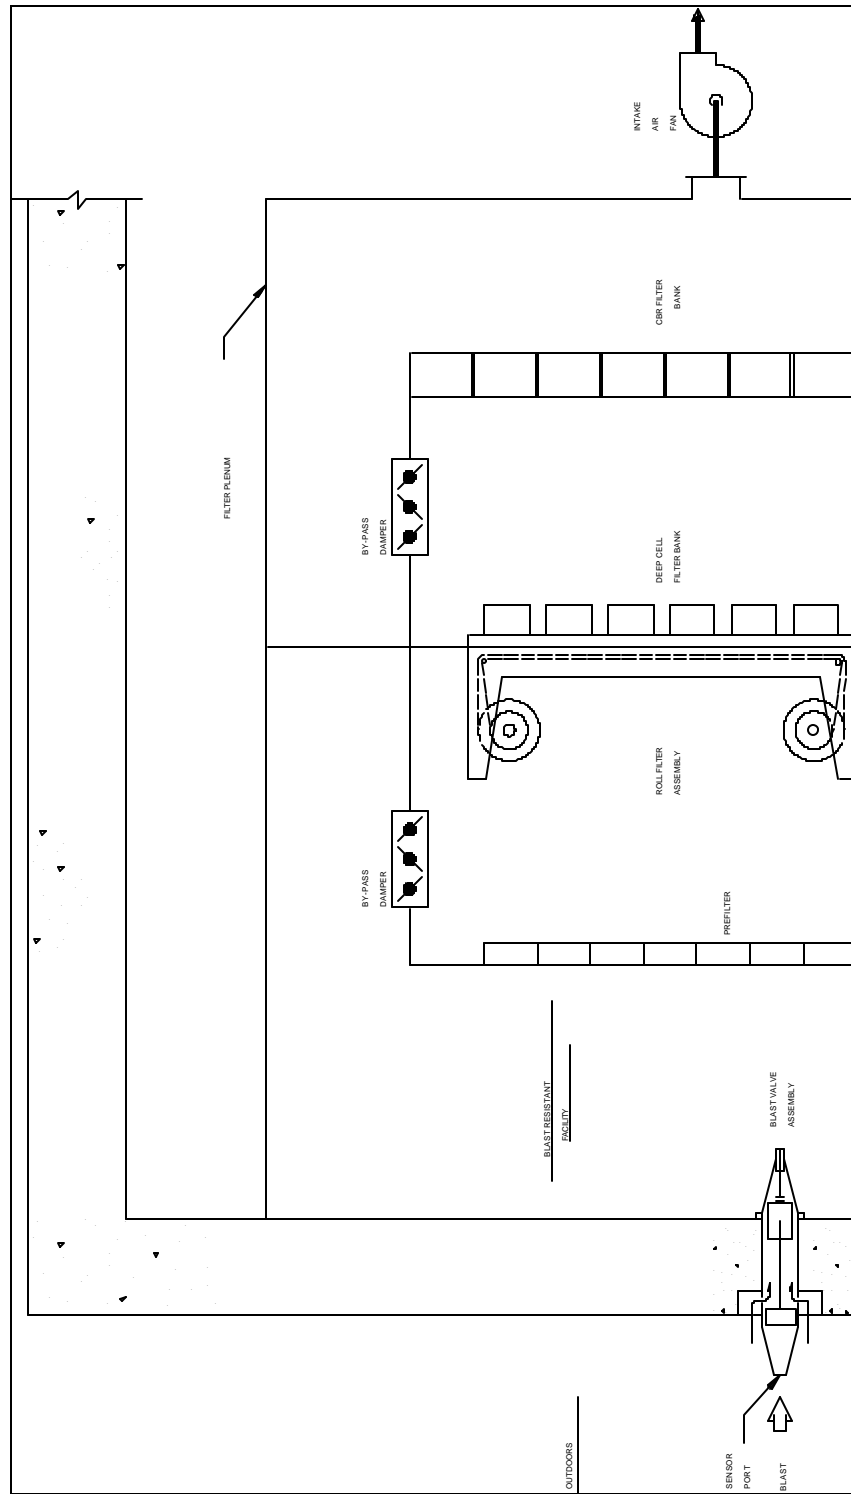 INTAKE
AIR
FAN
CBR FILTER
BANK
FILTER PLENUM
BY-PASS
DAMPER
DEEP CELL
FILTER BANK
ROLL FILTER
ASSEMBLY
BY-PASS
DAMPER
PREFILTER
BLAST RESISTANT
FACILITY
BLAST VALVE
ASSEMBLY
OUTDOORS
SENSOR
PORT
BLAST